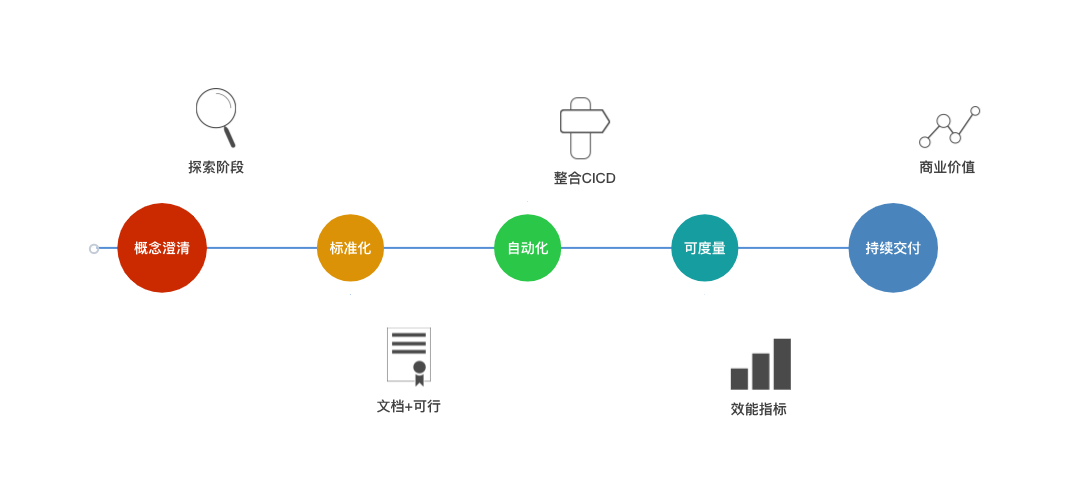 探索阶段
整合CICD
商业价值
概念澄清
标准化
自动化
可度量
持续交付
文档+可行
效能指标